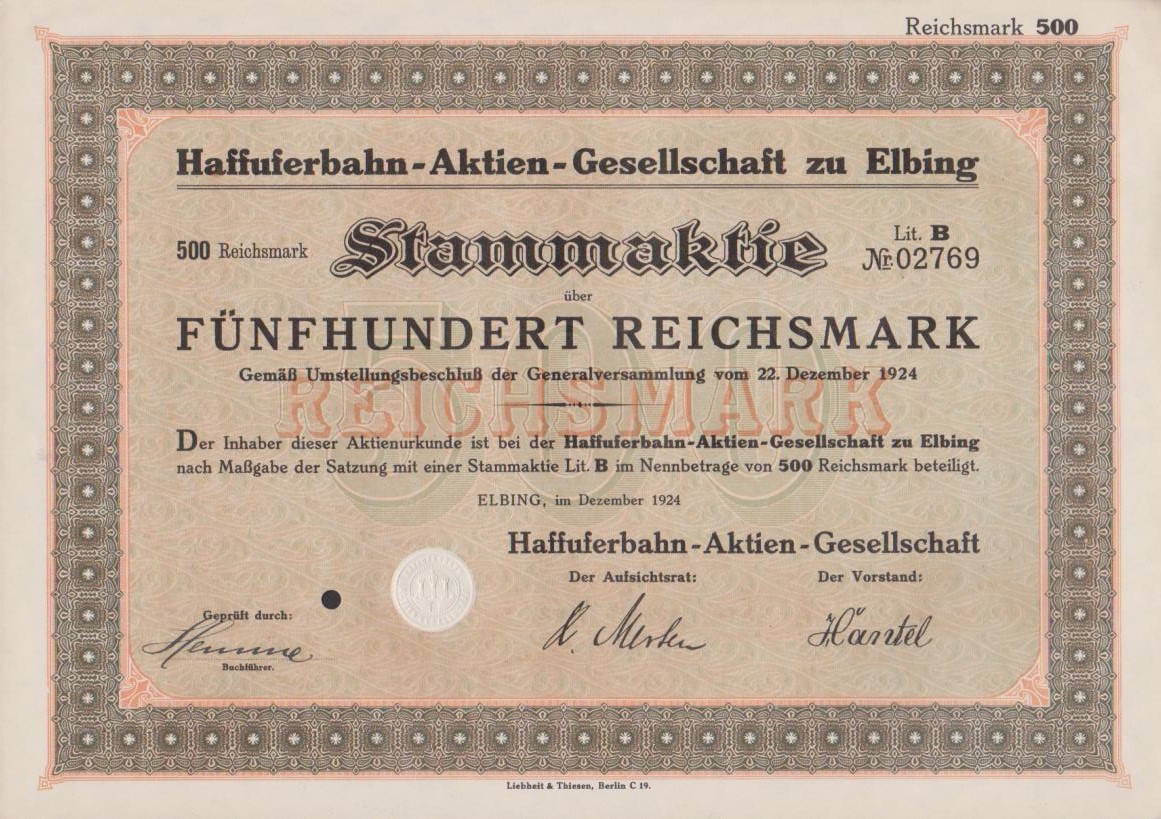 Reichsmark 500
Haffuferbahn-Aktien-Gesellschaft zu Elbing
500 Reichsmark Stammaktie Lit. B
Nr. 02769
über
FÜNFHUNDERT REICHSMARK
500
REICHSMARK
Gemäß Umstellungsbeschluß der Generalversammlung vom 22. Dezember 1924
Der Inhaber dieser Aktienurkunde ist bei der Haffuferbahn-Aktien-Gesellschaft zu Elbing
nach Maßgabe der Satzung mit einer Stammaktie Lit. B im Nennbetrage von 500 Reichsmark beteiligt.
ELBING, im Dezember 1924
Haffuferbahn-Aktien-Gesellschaft
Der Aufsichtsrat: Der Vorstand:
Geprüft durch:
Häntel
Buchführer.
Liebheit & Thiesen, Berlin C 19.